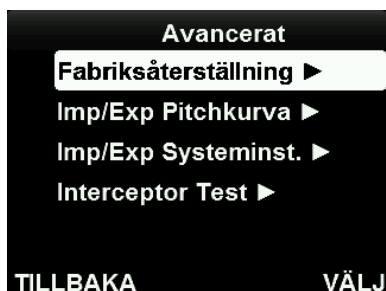 Avancerat
Fabriksåterställning ►
Imp/Exp Pitchkurva ►
Imp/Exp Systeminst. ►
Interceptor Test ►
TILLBAKA VÄLJ